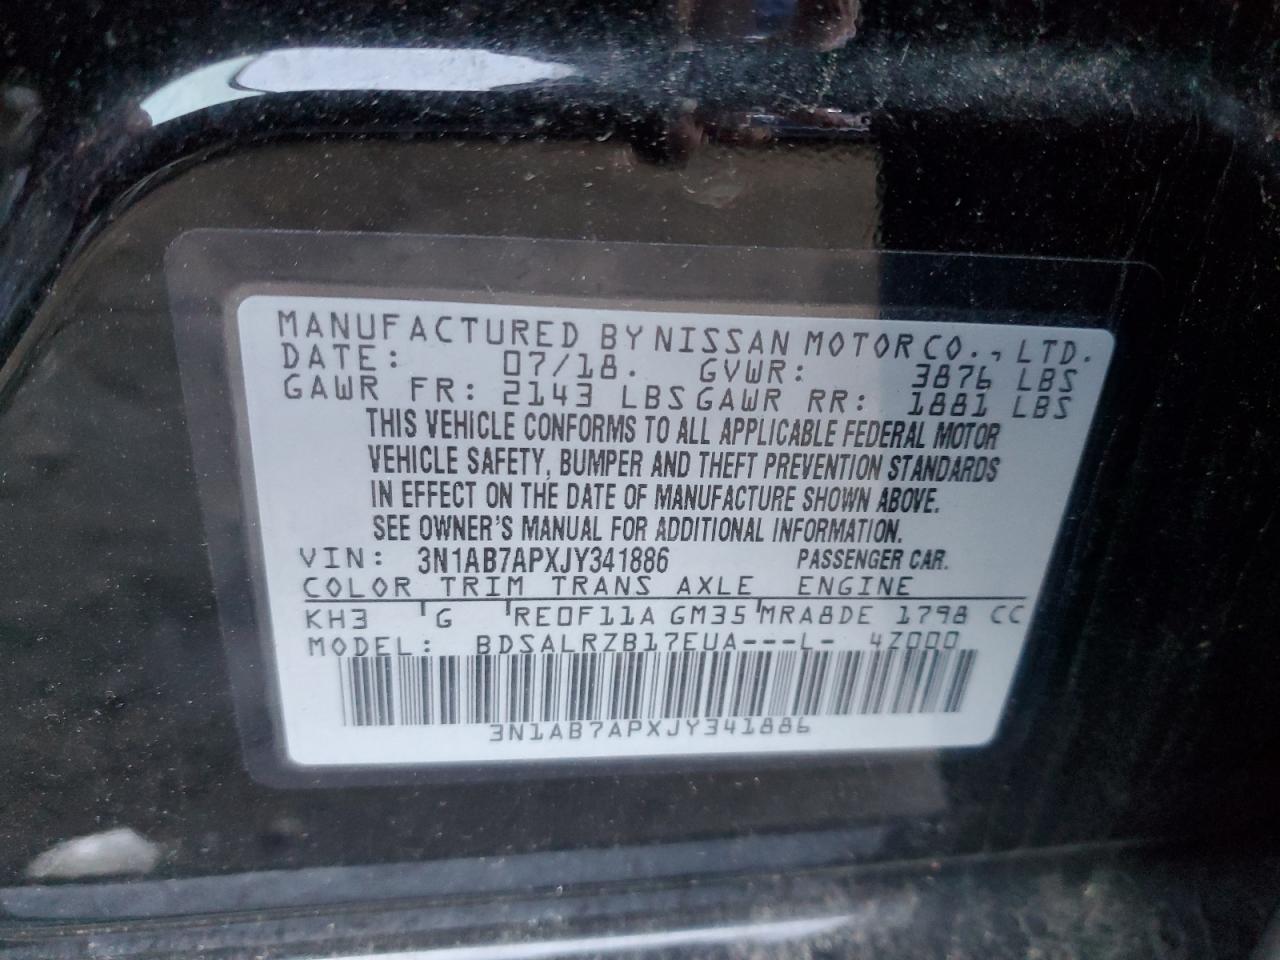 MANUFACTURED BY NISSAN MOTOR CO., LTD.
DATE: 07/18. GVWR: 3876 LBS
GAWR FR: 2143 LBS GAWR RR: 1881 LBS
THIS VEHICLE CONFORMS TO ALL APPLICABLE FEDERAL MOTOR
VEHICLE SAFETY, BUMPER AND THEFT PREVENTION STANDARDS
IN EFFECT ON THE DATE OF MANUFACTURE SHOWN ABOVE.
SEE OWNER'S MANUAL FOR ADDITIONAL INFORMATION.
VIN: 3N1AB7APXJY341886 PASSENGER CAR.
COLOR TRIM TRANS AXLE ENGINE
KH3 G RE0F11A GM35 MRA8DE 1798 CC
MODEL: BDSALRZB17EUA---L- 4Z000
3N1AB7APXJY341886